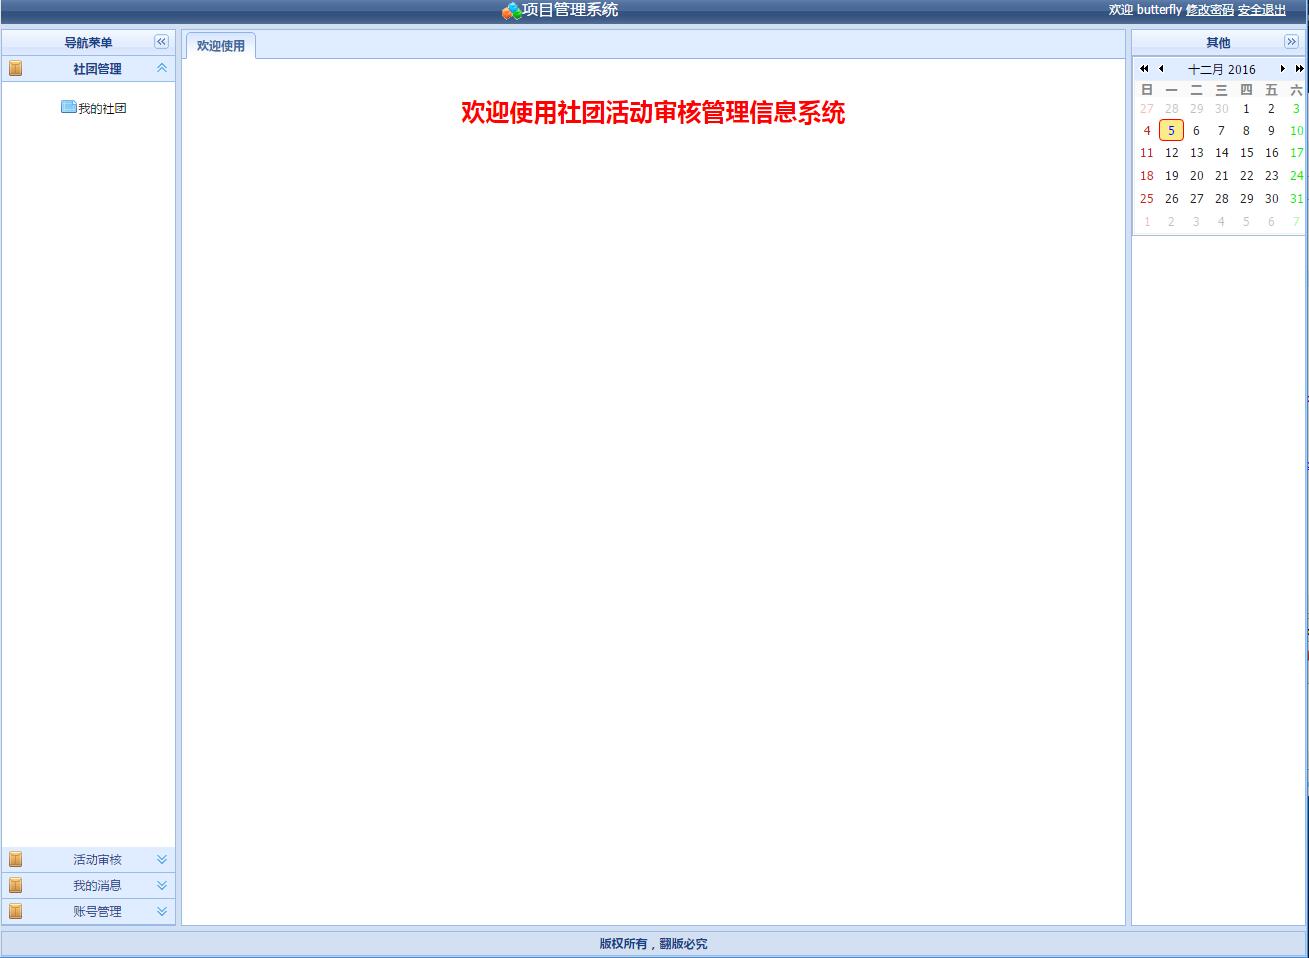 项目管理系统
欢迎 butterfly 修改密码 安全退出
导航菜单
社团管理
我的社团
活动审核
我的消息
账号管理
欢迎使用
欢迎使用社团活动审核管理信息系统
其他
十二月 2016
日 一 二 三 四 五 六
27 28 29 30 1 2 3
4 5 6 7 8 9 10
11 12 13 14 15 16 17
18 19 20 21 22 23 24
25 26 27 28 29 30 31
1 2 3 4 5 6 7
版权所有，翻版必究